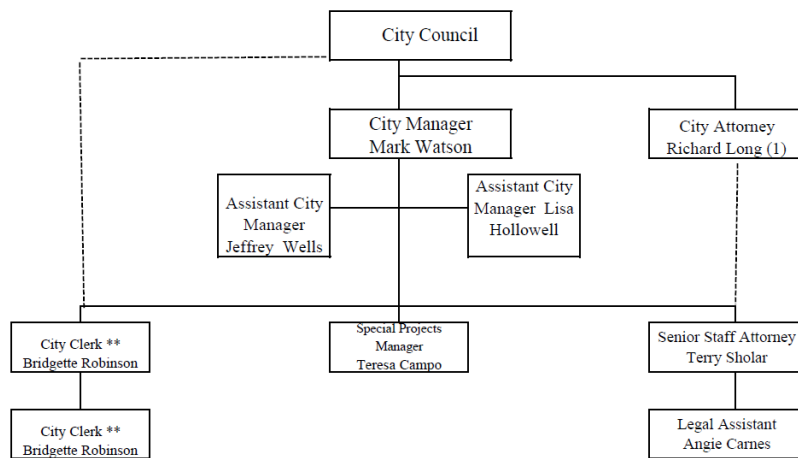 City Council
City Manager
Mark Watson
City Attorney
Richard Long (1)
Assistant City
Manager
Jeffrey Wells
Assistant City
Manager Lisa
Hollowell
City Clerk **
Bridgette Robinson
Special Projects
Manager
Teresa Campo
Senior Staff Attorney
Terry Sholar
City Clerk **
Bridgette Robinson
Legal Assistant
Angie Carnes